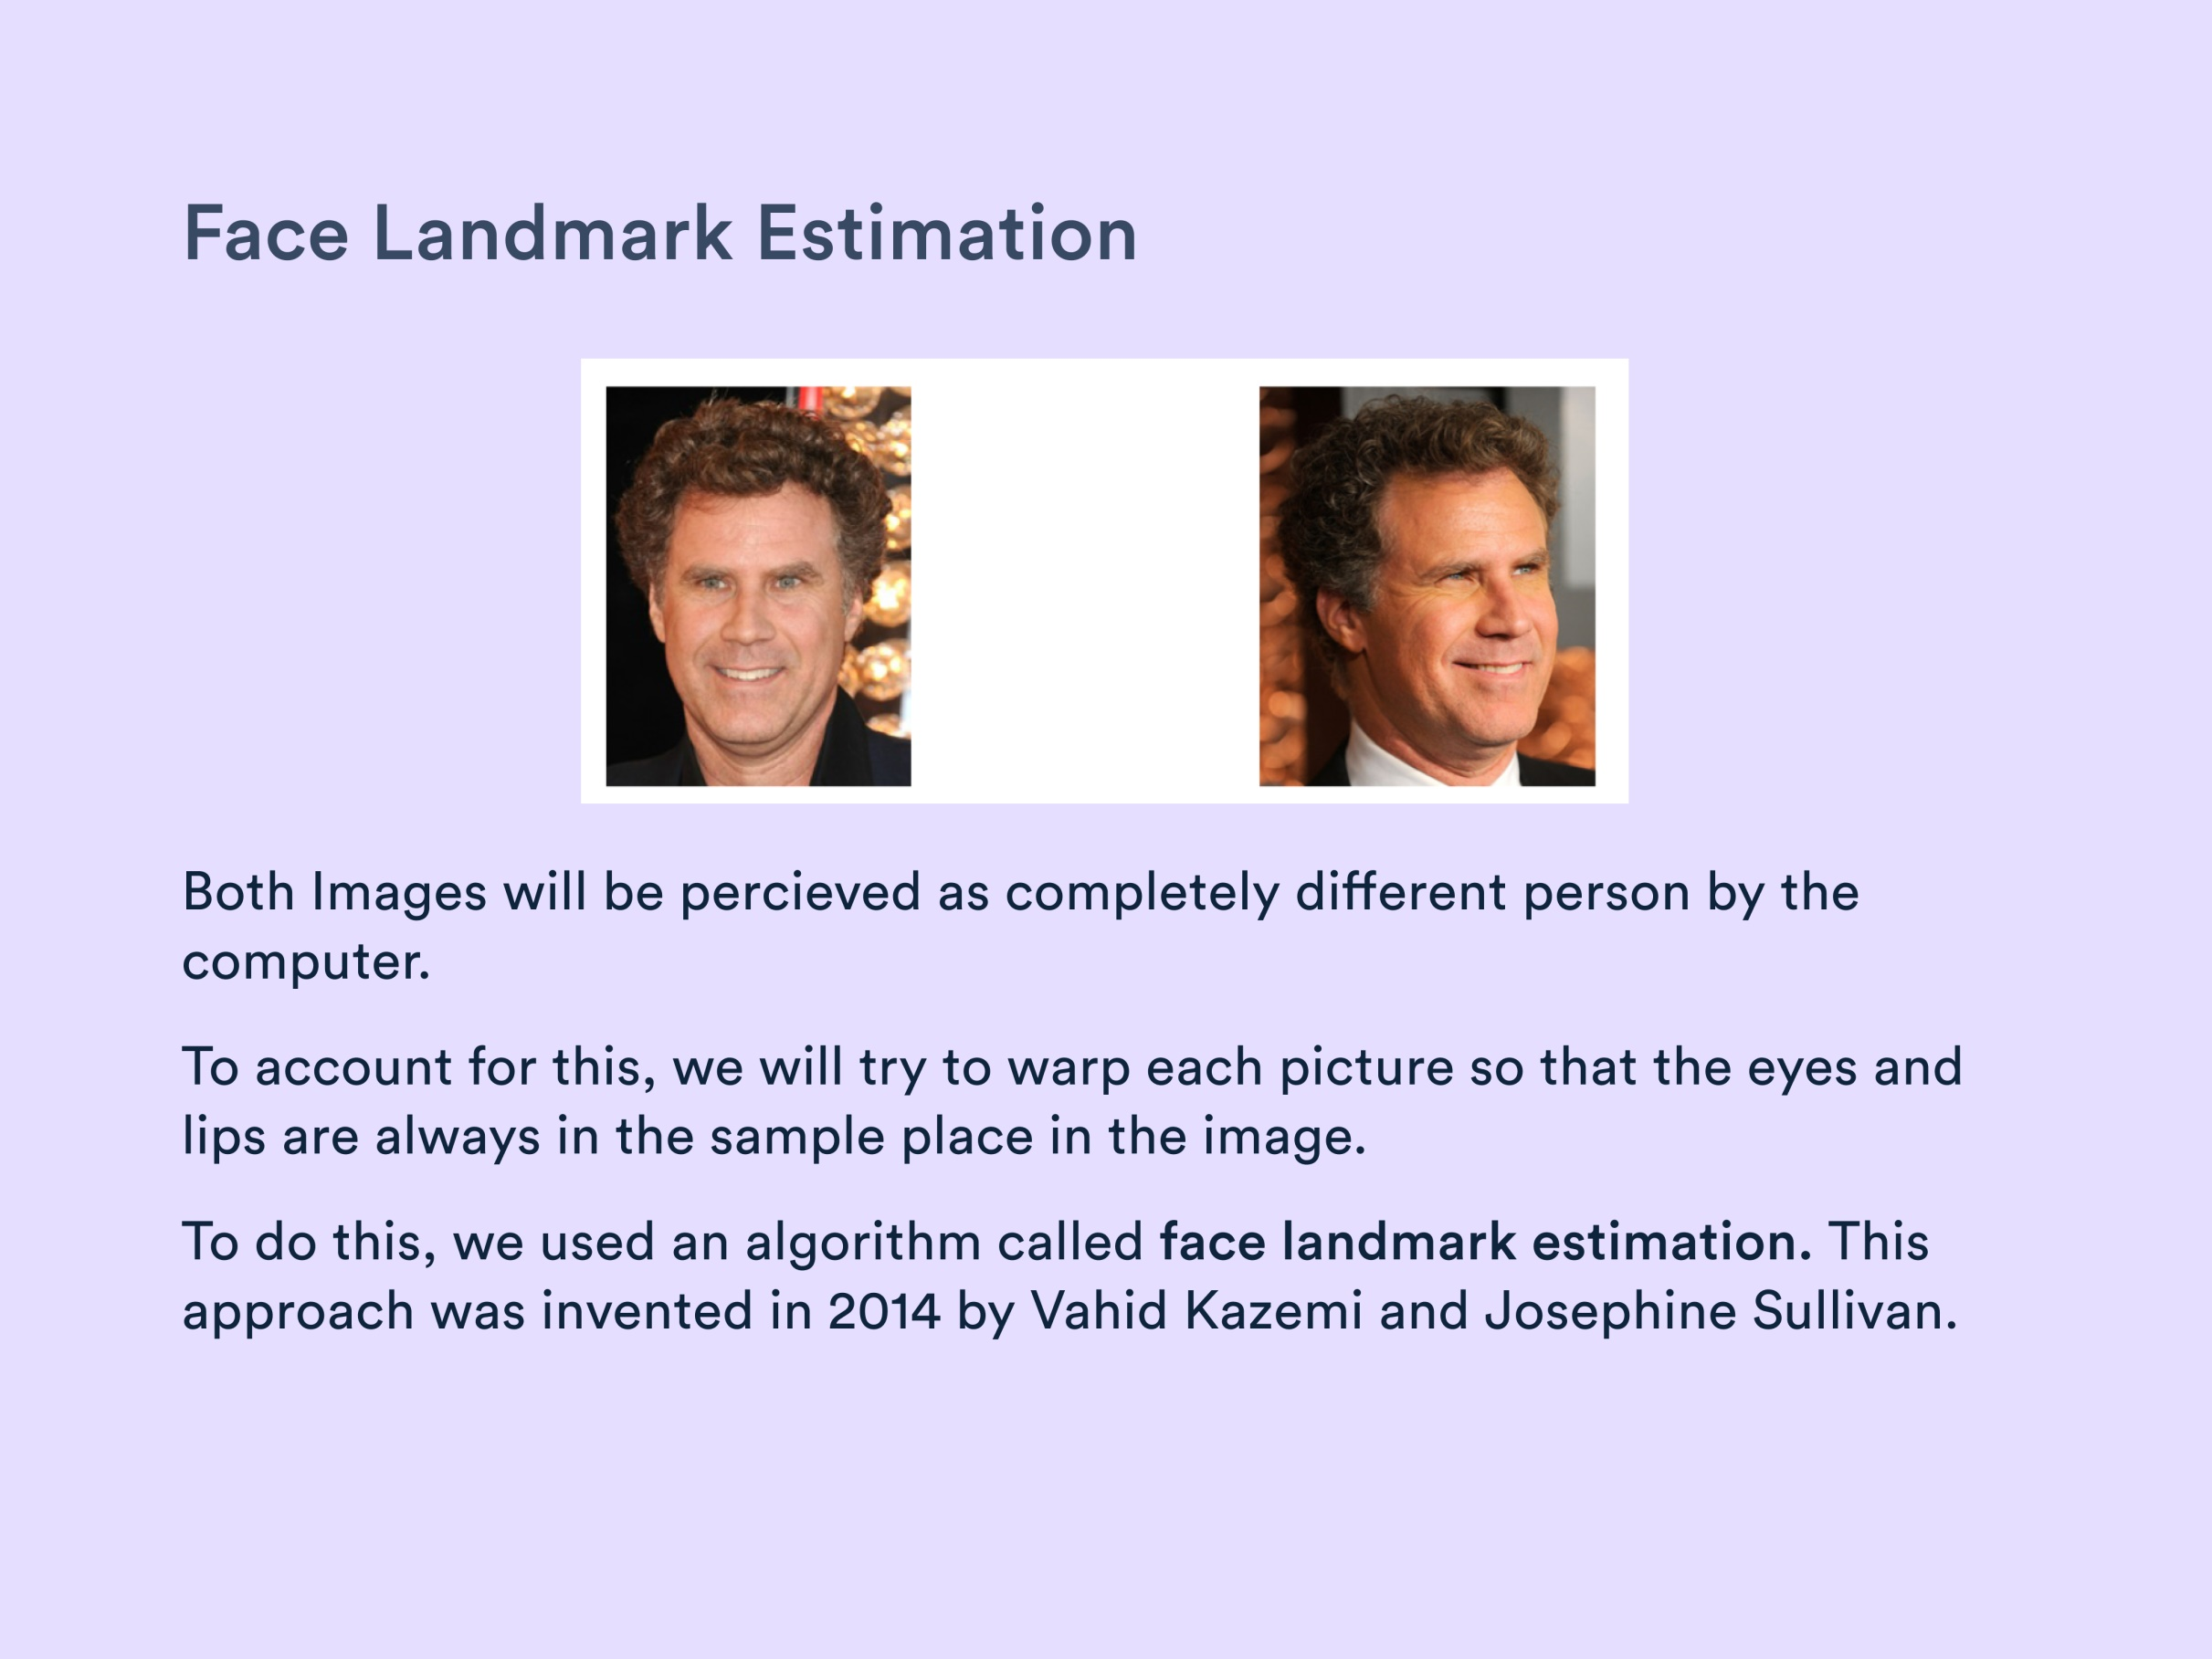 Face Landmark Estimation
Both Images will be percieved as completely different person by the
computer.
To account for this, we will try to warp each picture so that the eyes and
lips are always in the sample place in the image.
To do this, we used an algorithm called face landmark estimation. This
approach was invented in 2014 by Vahid Kazemi and Josephine Sullivan.